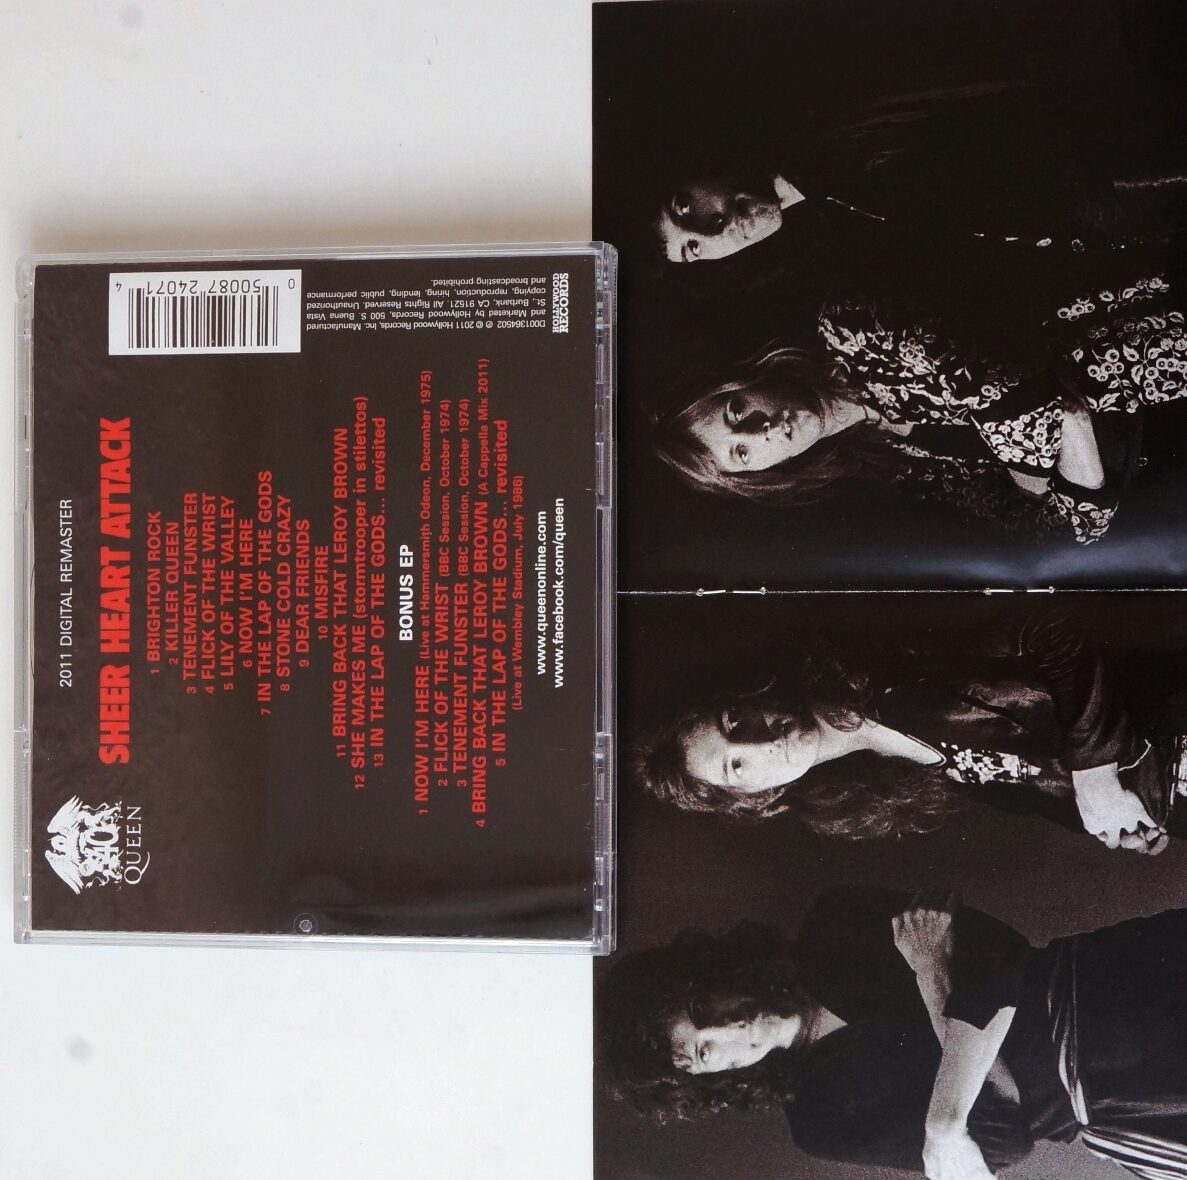 2011 DIGITAL REMASTER
SHEER HEART ATTACK
1 BRIGHTON ROCK
2 KILLER QUEEN
3 TENEMENT FUNSTER
4 FLICK OF THE WRIST
5 LILY OF THE VALLEY
6 NOW I'M HERE
7 IN THE LAP OF THE GODS
8 STONE COLD CRAZY
9 DEAR FRIENDS
10 MISFIRE
11 BRING BACK THAT LEROY BROWN
12 SHE MAKES ME (stormtrooper in stilettos)
13 IN THE LAP OF THE GODS... revisited
BONUS EP
1 NOW I'M HERE (Live at Hammersmith Odeon, December 1975)
2 FLICK OF THE WRIST (BBC Session, October 1974)
3 TENEMENT FUNSTER (BBC Session, October 1974)
4 BRING BACK THAT LEROY BROWN (A Cappella Mix 2011)
5 IN THE LAP OF THE GODS... revisited
(Live at Wembley Stadium, July 1986)
www.queenonline.com
www.facebook.com/queen
40
QUEEN
0 50087 24071 4
D001364502 ℗ © 2011 Hollywood Records, Inc. Manufactured
and Marketed by Hollywood Records, 500 S. Buena Vista
St., Burbank, CA 91521. All Rights Reserved. Unauthorized
copying, reproduction, hiring, lending, public performance
and broadcasting prohibited.
HOLLYWOOD
RECORDS